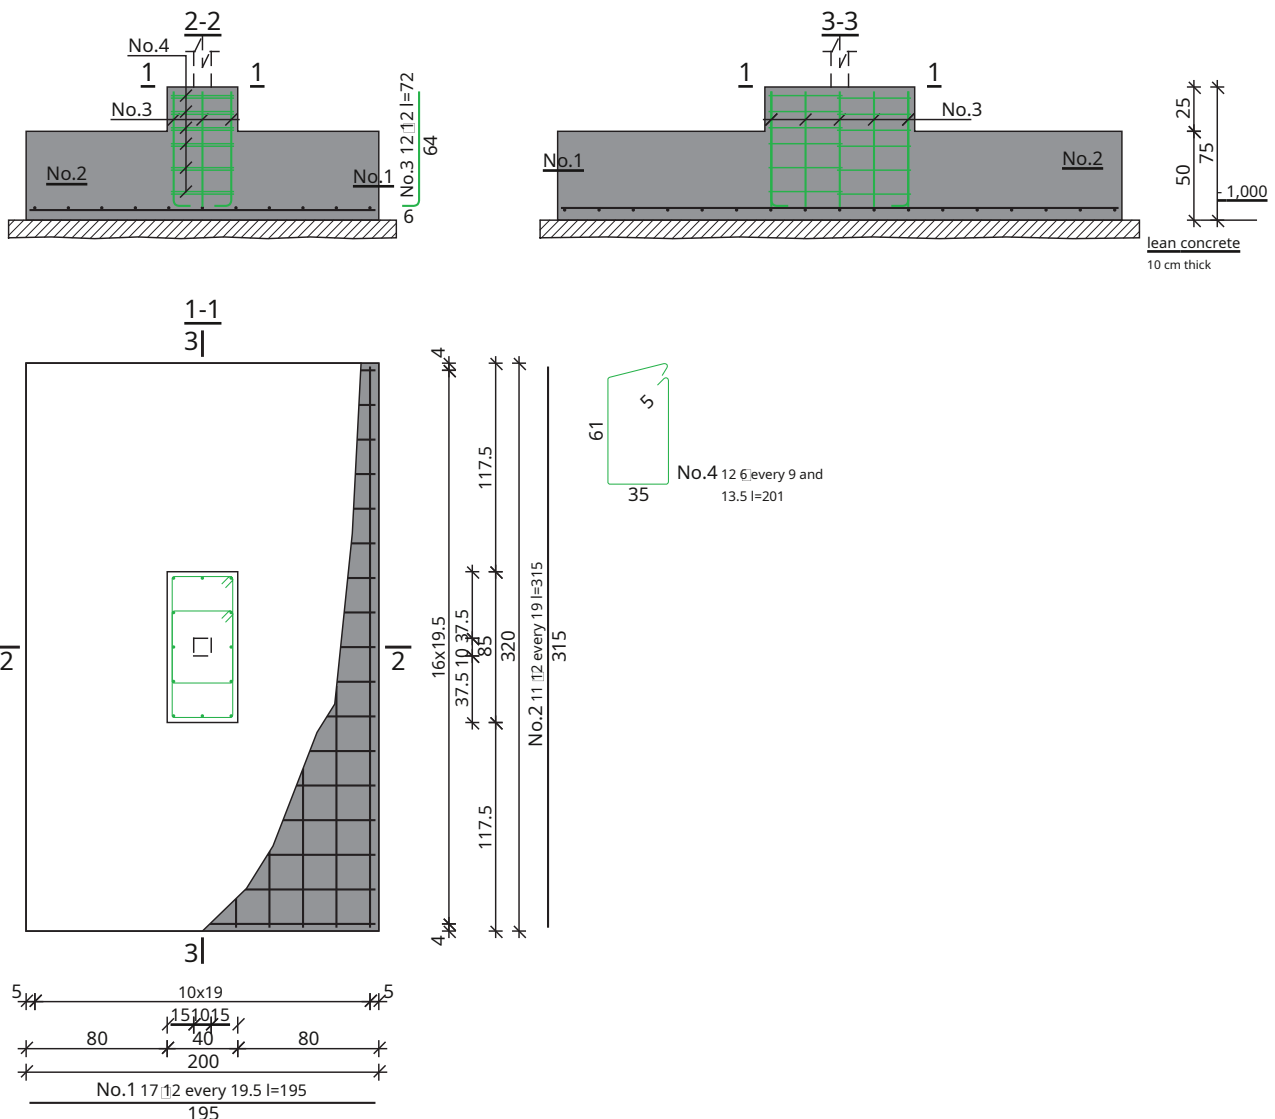 2-2
No.4
1
1
No.3
No.2
No.1
No.3 12 □12 l=72
64
6
3-3
1
1
No.3
No.1
No.2
25
50
75
1,000
lean concrete
10 cm thick
1-1
3
3
2
2
4
117.5
16x19.5
37.5 10 37.5
85
320
No.2 11 □12 every 19 l=315
315
117.5
4
61
5
35
No.4 12 □6 every 9 and
13.5 l=201
5
10x19
5
15 10 15
80
40
80
200
No.1 17 □12 every 19.5 l=195
195